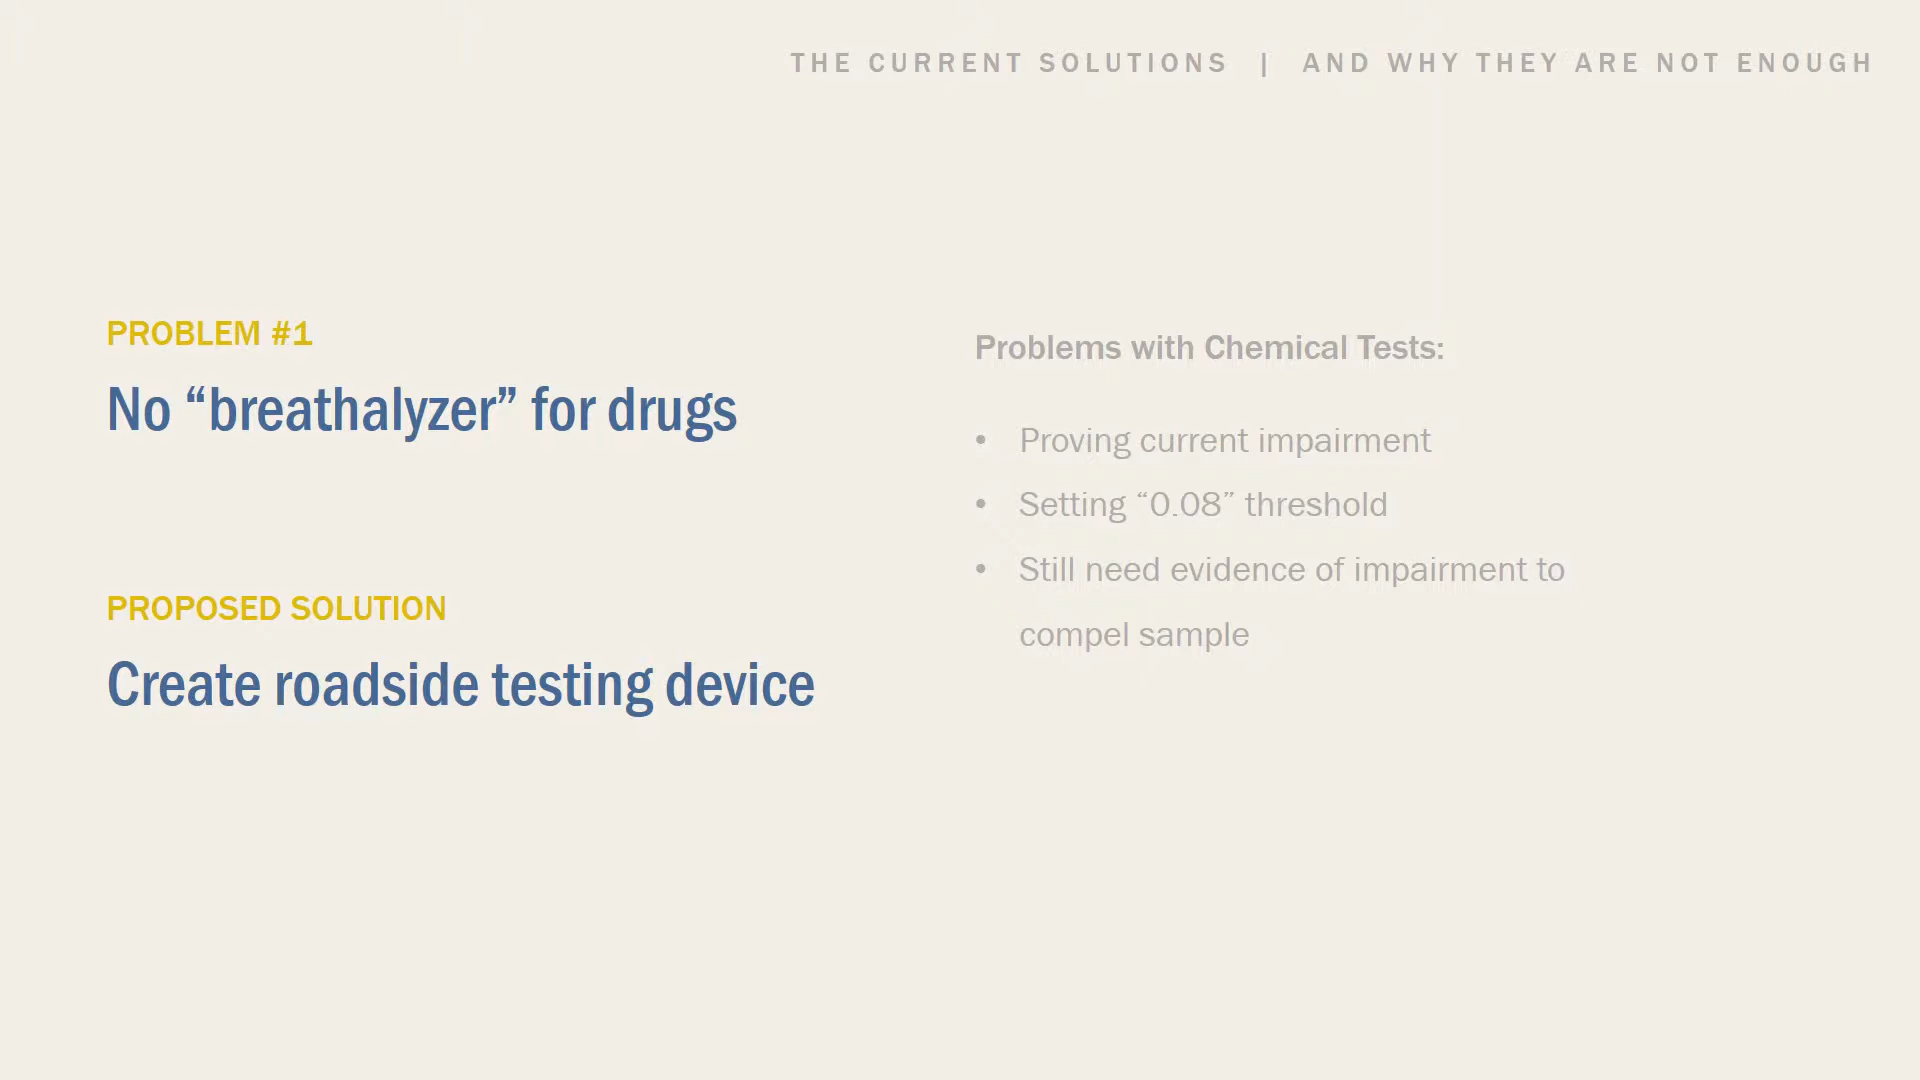 THE CURRENT SOLUTIONS | AND WHY THEY ARE NOT ENOUGH
PROBLEM #1
No “breathalyzer” for drugs
PROPOSED SOLUTION
Create roadside testing device
Problems with Chemical Tests:
• Proving current impairment
• Setting “0.08” threshold
• Still need evidence of impairment to
compel sample